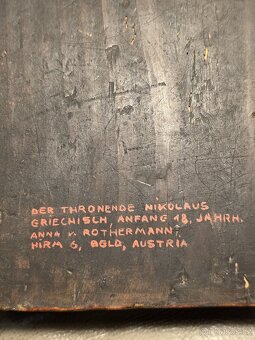 DER THRONENDE NIKOLAUS
GRIECHISCH, ANFANG 18, JAHRH.
ANNA v. ROTHERMANN,
HIRM 6, BGLD, AUSTRIA